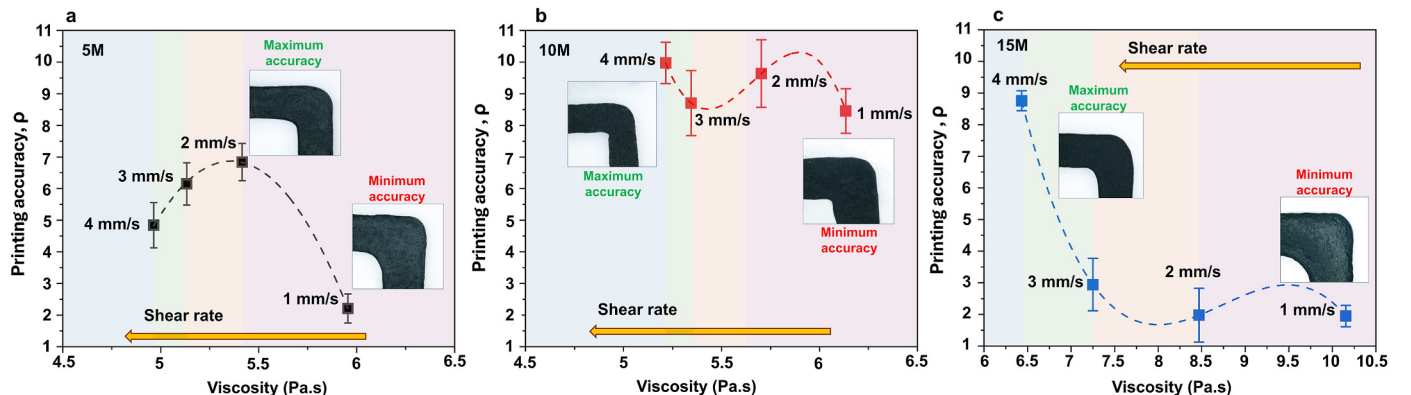 a
5M
Maximum
accuracy
2 mm/s
3 mm/s
4 mm/s
Minimum
accuracy
1 mm/s
Shear rate
Printing accuracy, ρ
11
10
9
8
7
6
5
4
3
2
1
4.5
5
5.5
6
6.5
Viscosity (Pa.s)
b
10M
4 mm/s
2 mm/s
3 mm/s
1 mm/s
Maximum
accuracy
Minimum
accuracy
Shear rate
Printing accuracy, ρ
11
10
9
8
7
6
5
4
3
2
1
4.5
5
5.5
6
6.5
Viscosity (Pa.s)
c
15M
Shear rate
4 mm/s
Maximum
accuracy
Minimum
accuracy
3 mm/s
2 mm/s
1 mm/s
Printing accuracy, ρ
11
10
9
8
7
6
5
4
3
2
1
6
6.5
7
7.5
8
8.5
9
9.5
10
10.5
Viscosity (Pa.s)